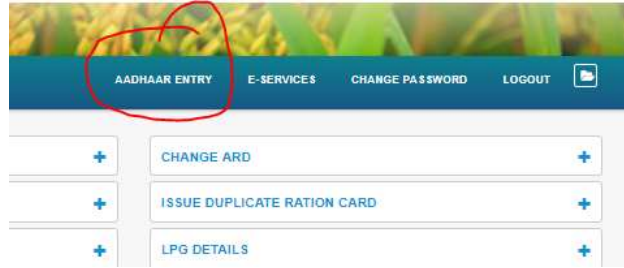 AADHAAR ENTRY E-SERVICES CHANGE PASSWORD LOGOUT
CHANGE ARD
ISSUE DUPLICATE RATION CARD
LPG DETAILS